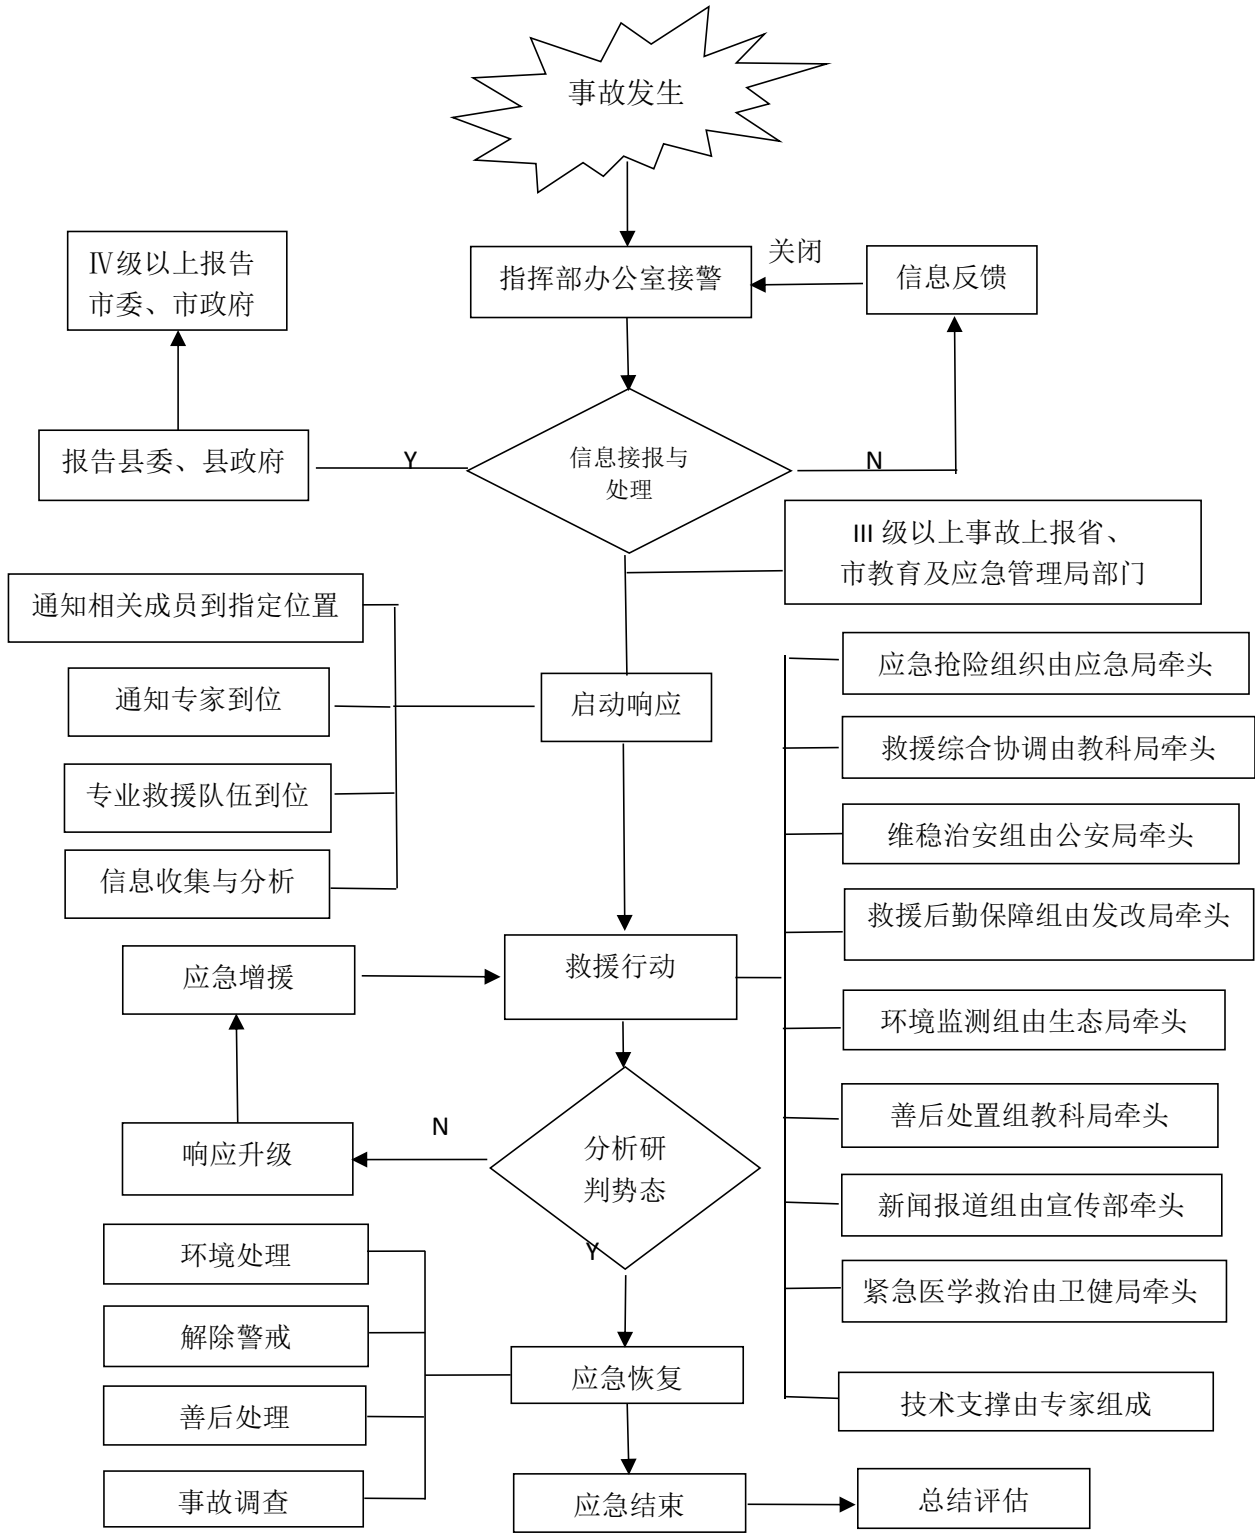 事故发生
指挥部办公室接警
关闭
信息反馈
Ⅳ级以上报告
市委、市政府
报告县委、县政府
Y
信息接报与
处理
N
III 级以上事故上报省、
市教育及应急管理局部门
通知相关成员到指定位置
通知专家到位
专业救援队伍到位
信息收集与分析
启动响应
应急抢险组织由应急局牵头
救援综合协调由教科局牵头
维稳治安组由公安局牵头
救援后勤保障组由发改局牵头
环境监测组由生态局牵头
善后处置组教科局牵头
新闻报道组由宣传部牵头
紧急医学救治由卫健局牵头
技术支撑由专家组成
应急增援
救援行动
响应升级
N
分析研
判势态
Y
环境处理
解除警戒
善后处理
事故调查
应急恢复
应急结束
总结评估